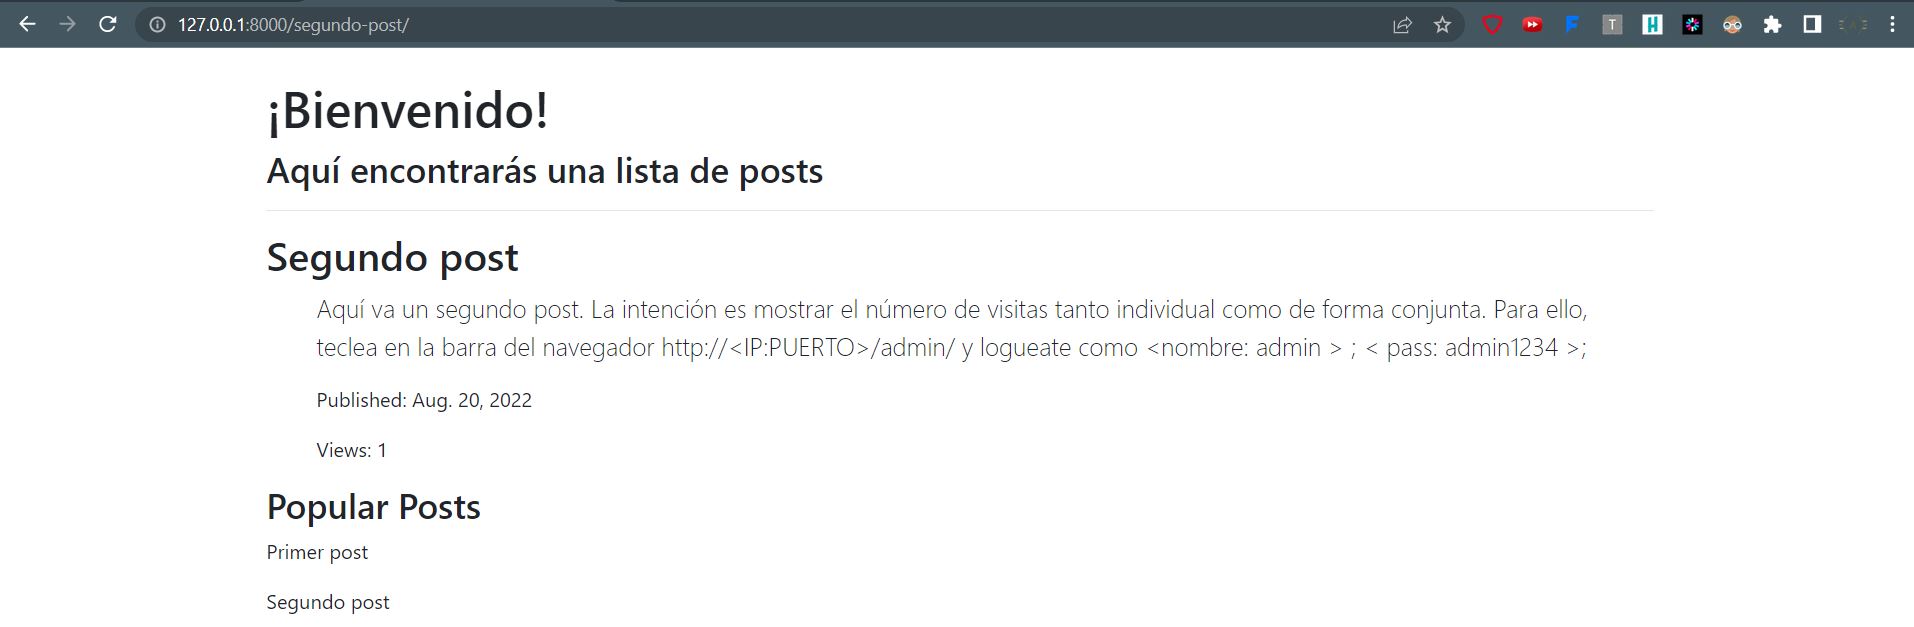 127.0.0.1:8000/segundo-post/
¡Bienvenido!
Aquí encontrarás una lista de posts
Segundo post
Aquí va un segundo post. La intención es mostrar el número de visitas tanto individual como de forma conjunta. Para ello,
teclea en la barra del navegador http://<IP:PUERTO>/admin/ y logueate como <nombre: admin > ; < pass: admin1234 >;
Published: Aug. 20, 2022
Views: 1
Popular Posts
Primer post
Segundo post